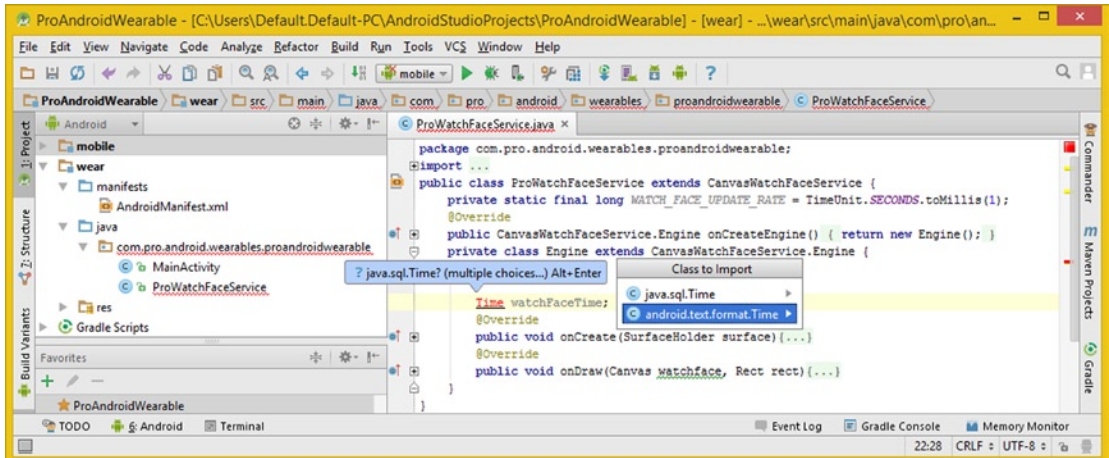 ProAndroidWearable - [C:\Users\Default.Default-PC\AndroidStudioProjects\ProAndroidWearable] - [wear] - ...\wear\src\main\java\com\pro\an...
File Edit View Navigate Code Analyze Refactor Build Run Tools VCS Window Help
mobile
ProAndroidWearable wear src main java com pro android wearables proandroidwearable ProWatchFaceService
1: Project
2: Structure
Build Variants
Android
mobile
wear
manifests
AndroidManifest.xml
java
com.pro.android.wearables.proandroidwearable
MainActivity
ProWatchFaceService
res
Gradle Scripts
Favorites
ProAndroidWearable
ProWatchFaceService.java
package com.pro.android.wearables.proandroidwearable;
import ...
public class ProWatchFaceService extends CanvasWatchFaceService {
private static final long WATCH_FACE_UPDATE_RATE = TimeUnit.SECONDS.toMillis(1);
@Override
public CanvasWatchFaceService.Engine onCreateEngine() { return new Engine(); }
private class Engine extends CanvasWatchFaceService.Engine {
? java.sql.Time? (multiple choices...) Alt+Enter
Class to Import
java.sql.Time
android.text.format.Time
Time watchFaceTime;
@Override
public void onCreate(SurfaceHolder surface){...}
@Override
public void onDraw(Canvas watchface, Rect rect){...}
}
}
Commander
Maven Projects
Gradle
TODO 6: Android Terminal Event Log Gradle Console Memory Monitor
22:28 CRLF UTF-8